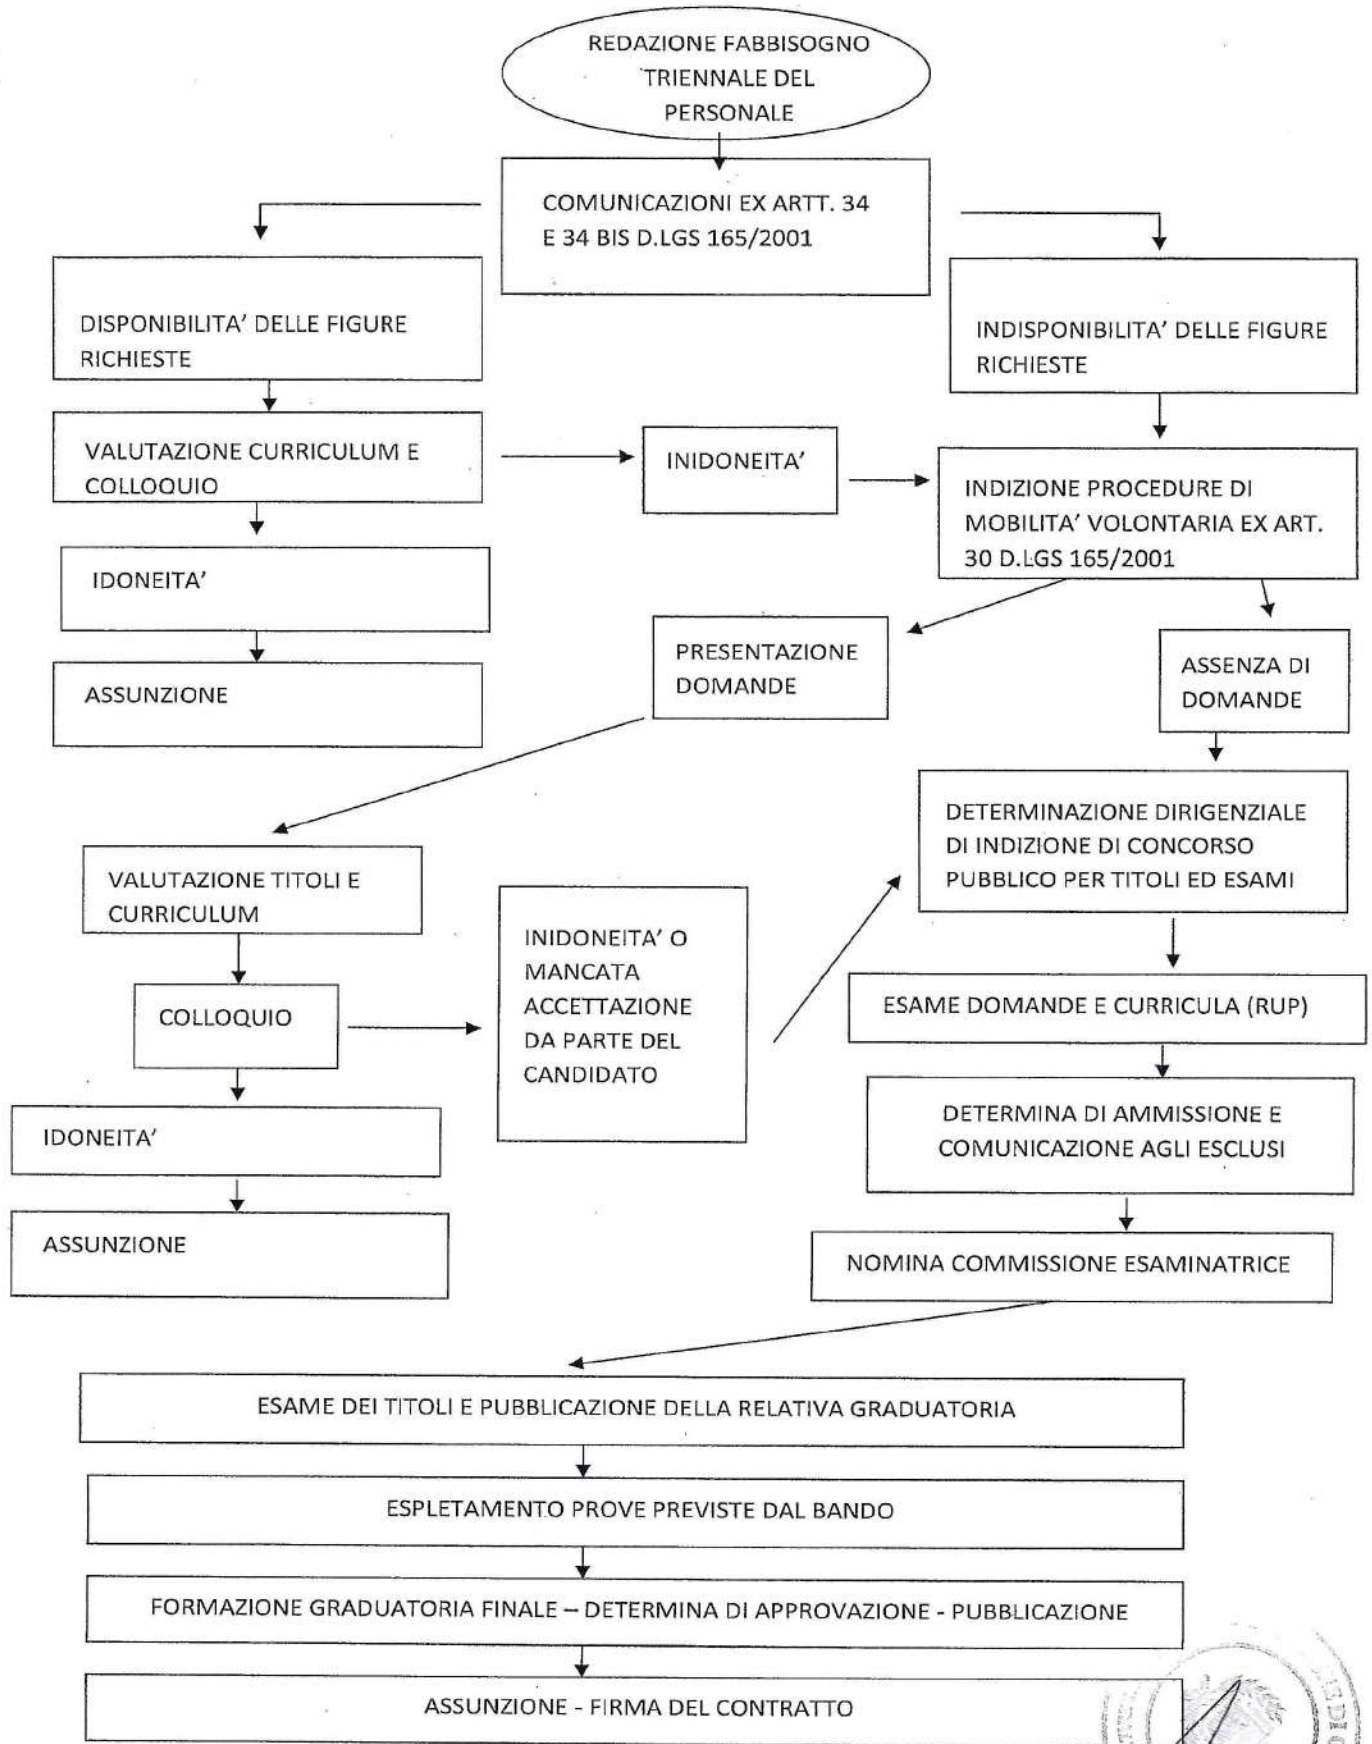 REDAZIONE FABBISOGNO
TRIENNALE DEL
PERSONALE
COMUNICAZIONI EX ARTT. 34
E 34 BIS D.LGS 165/2001
DISPONIBILITA' DELLE FIGURE
RICHIESTE
INDISPONIBILITA' DELLE FIGURE
RICHIESTE
VALUTAZIONE CURRICULUM E
COLLOQUIO
INIDONEITA'
INDIZIONE PROCEDURE DI
MOBILITA' VOLONTARIA EX ART.
30 D.LGS 165/2001
IDONEITA'
ASSUNZIONE
PRESENTAZIONE
DOMANDE
ASSENZA DI
DOMANDE
DETERMINAZIONE DIRIGENZIALE
DI INDIZIONE DI CONCORSO
PUBBLICO PER TITOLI ED ESAMI
VALUTAZIONE TITOLI E
CURRICULUM
COLLOQUIO
INIDONEITA' O
MANCATA
ACCETTAZIONE
DA PARTE DEL
CANDIDATO
ESAME DOMANDE E CURRICULA (RUP)
IDONEITA'
DETERMINA DI AMMISSIONE E
COMUNICAZIONE AGLI ESCLUSI
ASSUNZIONE
NOMINA COMMISSIONE ESAMINATRICE
ESAME DEI TITOLI E PUBBLICAZIONE DELLA RELATIVA GRADUATORIA
ESPLETAMENTO PROVE PREVISTE DAL BANDO
FORMAZIONE GRADUATORIA FINALE – DETERMINA DI APPROVAZIONE - PUBBLICAZIONE
ASSUNZIONE - FIRMA DEL CONTRATTO